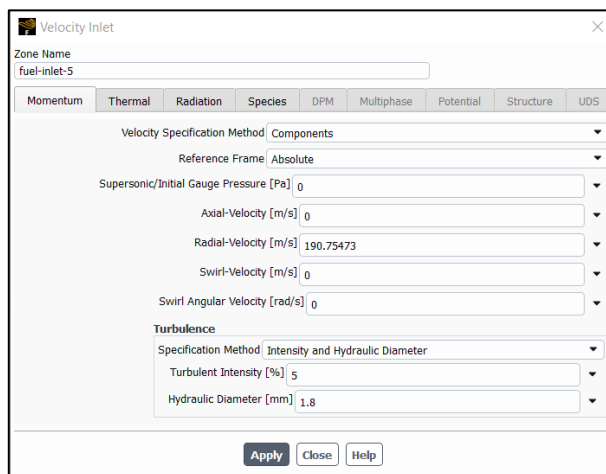 Velocity Inlet
Zone Name
fuel-inlet-5
Momentum Thermal Radiation Species DPM Multiphase Potential Structure UDS
Velocity Specification Method Components
Reference Frame Absolute
Supersonic/Initial Gauge Pressure [Pa] 0
Axial-Velocity [m/s] 0
Radial-Velocity [m/s] 190.75473
Swirl-Velocity [m/s] 0
Swirl Angular Velocity [rad/s] 0
Turbulence
Specification Method Intensity and Hydraulic Diameter
Turbulent Intensity [%] 5
Hydraulic Diameter [mm] 1.8
Apply Close Help